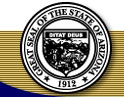 GREAT SEAL OF THE STATE OF ARIZONA
DITAT DEUS
1912